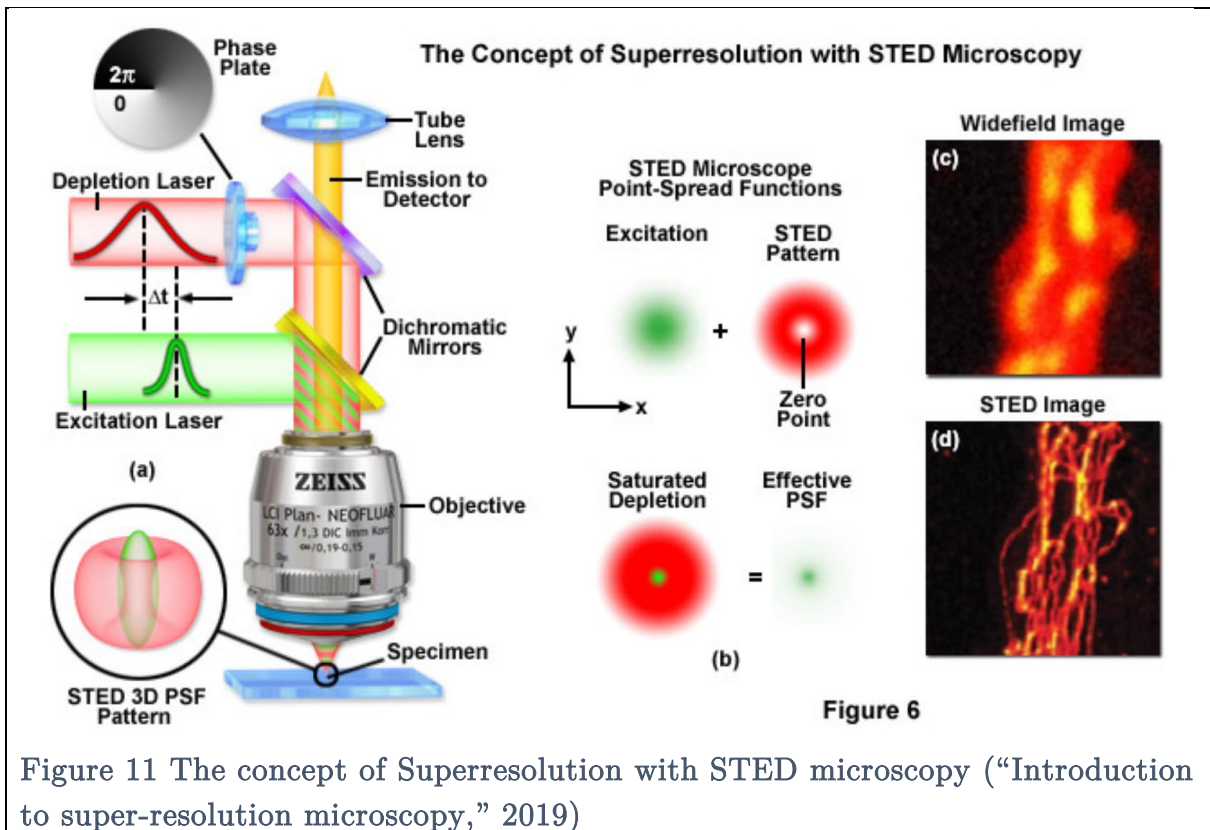 The Concept of Superresolution with STED Microscopy
Phase
Plate
2π
0
Tube
Lens
Depletion Laser
Emission to
Detector
Δt
Dichromatic
Mirrors
Excitation Laser
(a)
ZEISS
LCI Plan- NEOFLUAR
63x /1,3 DIC Imm Korr
∞/0,19-0,15
Objective
Specimen
STED 3D PSF
Pattern
STED Microscope
Point-Spread Functions
Excitation
STED
Pattern
+
y
x
Zero
Point
Saturated
Depletion
Effective
PSF
=
(b)
Widefield Image
(c)
STED Image
(d)
Figure 6
Figure 11 The concept of Superresolution with STED microscopy (“Introduction
to super-resolution microscopy,” 2019)